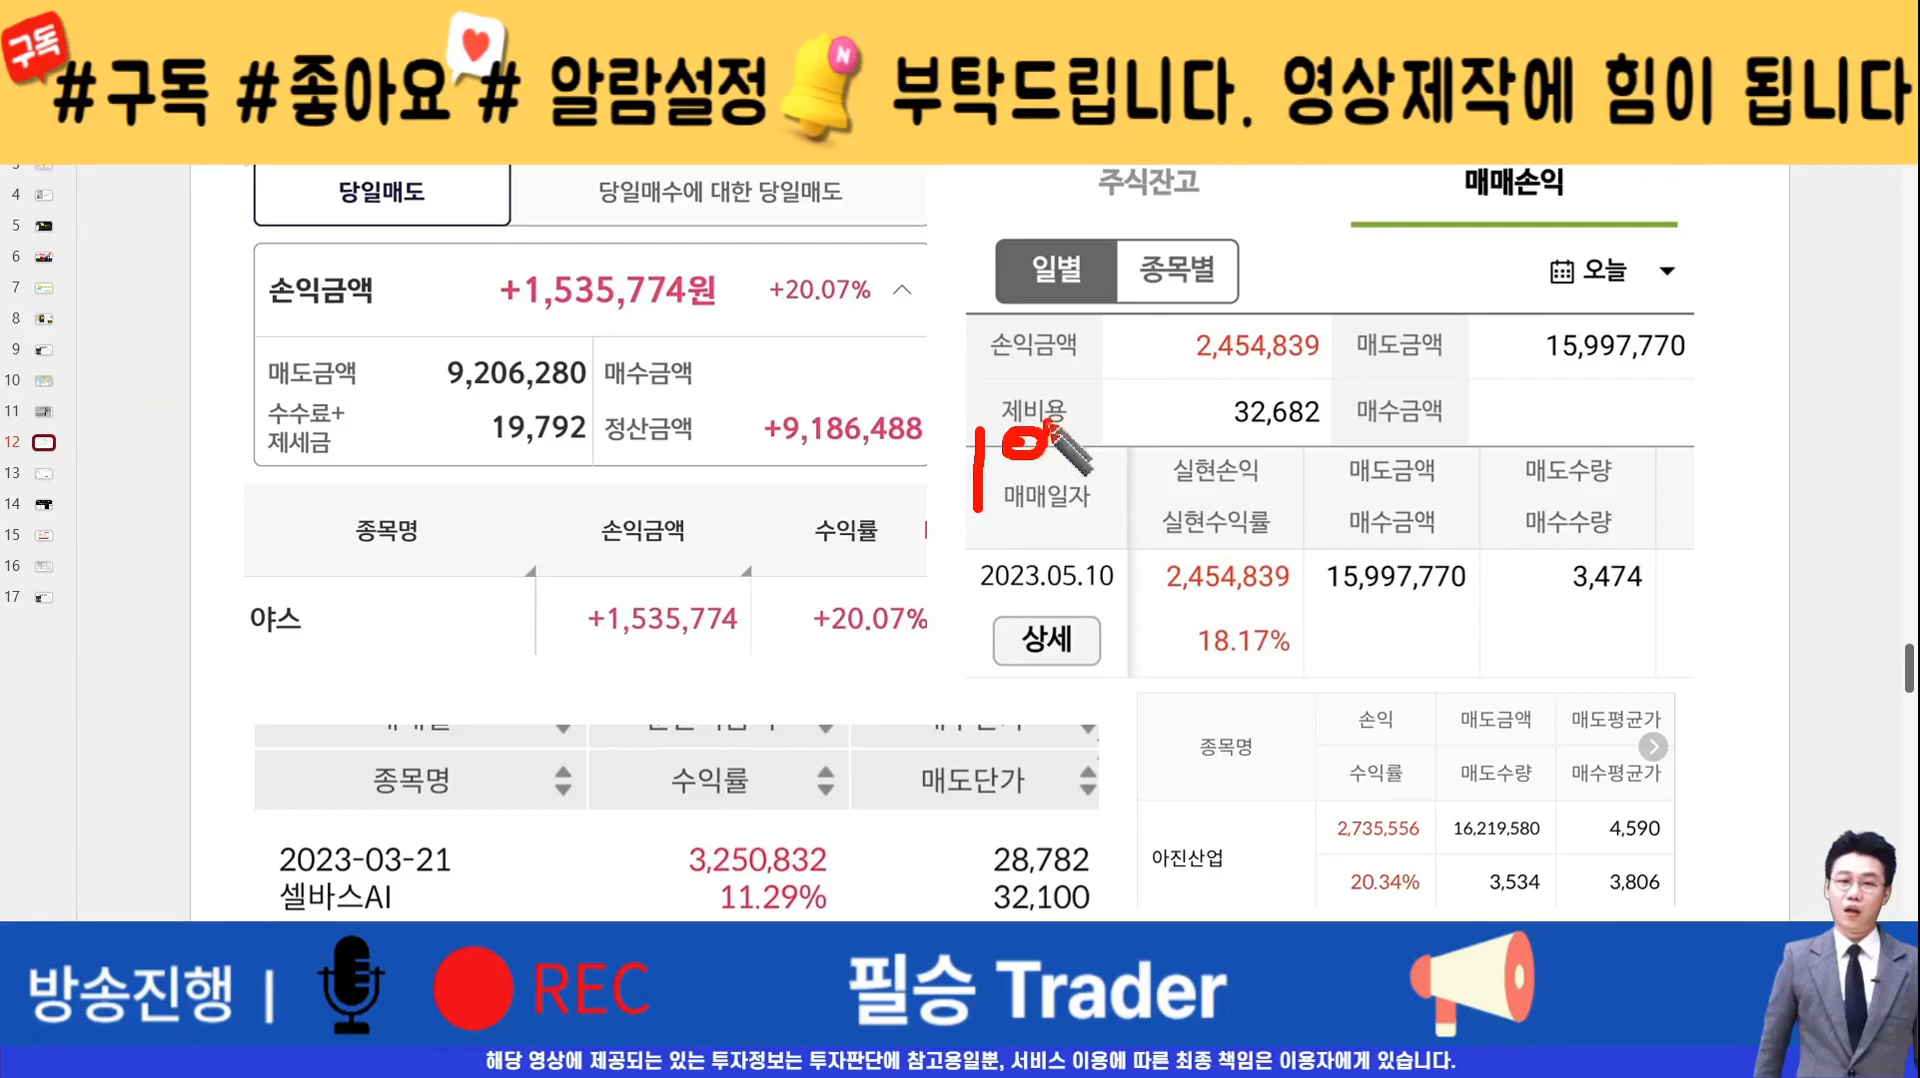 구독
#구독 #좋아요 # 알람설정 N 부탁드립니다. 영상제작에 힘이 됩니다
4
5
6
7
8
9
10
11
12
13
14
15
16
17
당일매도 당일매수에 대한 당일매도
손익금액 +1,535,774원 +20.07%
매도금액 9,206,280 매수금액
수수료+
제세금 19,792 정산금액 +9,186,488
종목명 손익금액 수익률
야스 +1,535,774 +20.07%
주식잔고 매매손익
일별 종목별 오늘
손익금액 2,454,839 매도금액 15,997,770
제비용 32,682 매수금액
10
매매일자 실현손익 매도금액 매도수량
실현수익률 매수금액 매수수량
2023.05.10 2,454,839 15,997,770 3,474
상세 18.17%
종목명 수익률 매도단가
2023-03-21 3,250,832 28,782
셀바스AI 11.29% 32,100
종목명 손익 매도금액 매도평균가
수익률 매도수량 매수평균가
아진산업 2,735,556 16,219,580 4,590
20.34% 3,534 3,806
방송진행 | REC 필승 Trader
해당 영상에 제공되는 있는 투자정보는 투자판단에 참고용일뿐, 서비스 이용에 따른 최종 책임은 이용자에게 있습니다.